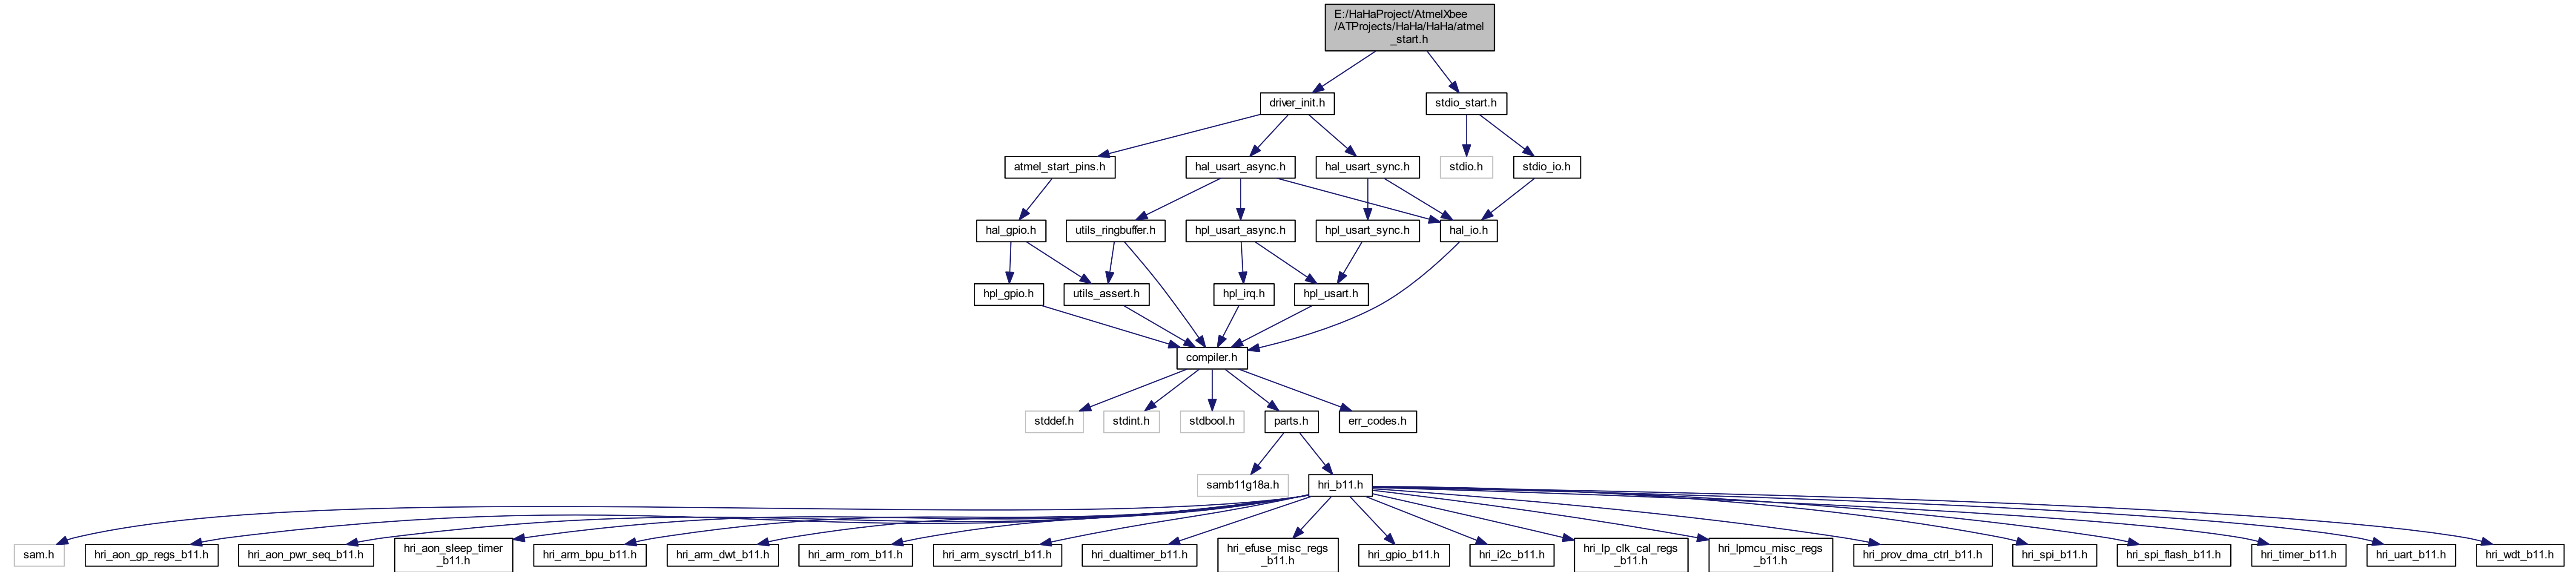 E:/HaHaProject/AtmelXbee
/ATProjects/HaHa/HaHa/atmel
_start.h
driver_init.h
stdio_start.h
atmel_start_pins.h
hal_usart_async.h
hal_usart_sync.h
stdio.h
stdio_io.h
hal_gpio.h
utils_ringbuffer.h
hpl_usart_async.h
hpl_usart_sync.h
hal_io.h
hpl_gpio.h
utils_assert.h
hpl_irq.h
hpl_usart.h
compiler.h
stddef.h
stdint.h
stdbool.h
parts.h
err_codes.h
samb11g18a.h
hri_b11.h
sam.h
hri_aon_gp_regs_b11.h
hri_aon_pwr_seq_b11.h
hri_aon_sleep_timer
_b11.h
hri_arm_bpu_b11.h
hri_arm_dwt_b11.h
hri_arm_rom_b11.h
hri_arm_sysctrl_b11.h
hri_dualtimer_b11.h
hri_efuse_misc_regs
_b11.h
hri_gpio_b11.h
hri_i2c_b11.h
hri_lp_clk_cal_regs
_b11.h
hri_lpmcu_misc_regs
_b11.h
hri_prov_dma_ctrl_b11.h
hri_spi_b11.h
hri_spi_flash_b11.h
hri_timer_b11.h
hri_uart_b11.h
hri_wdt_b11.h